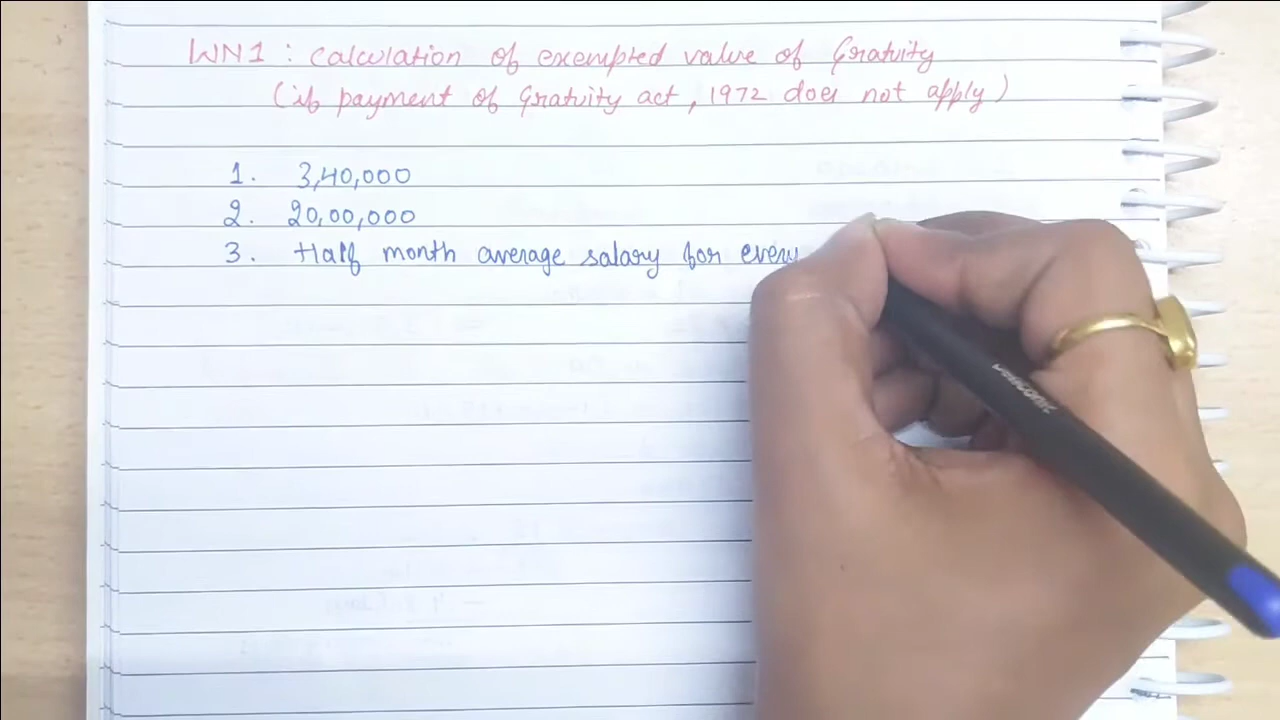 WN1 : Calculation of exempted value of Gratuity
(if payment of Gratuity act, 1972 does not apply)
1. 3,40,000
2. 20,00,000
3. Half month average salary for every